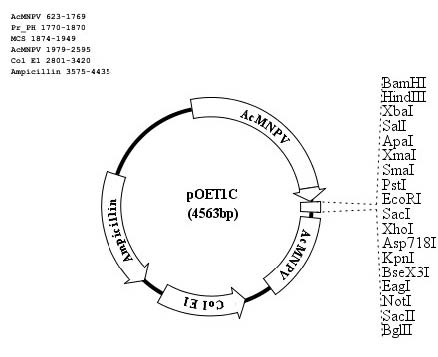 AcMNPV 623-1769
Pr_PH 1770-1870
MCS 1874-1949
AcMNPV 1979-2595
Col E1 2801-3420
Ampicillin 3575-4435
AcMNPV
pOET1C
(4563bp)
AcMNPV
Col E1
Ampicillin
BamHI
HindIII
XbaI
SalI
ApaI
XmaI
SmaI
PstI
EcoRI
SacI
XhoI
Asp718I
KpnI
BseX3I
EagI
NotI
SacII
BglII